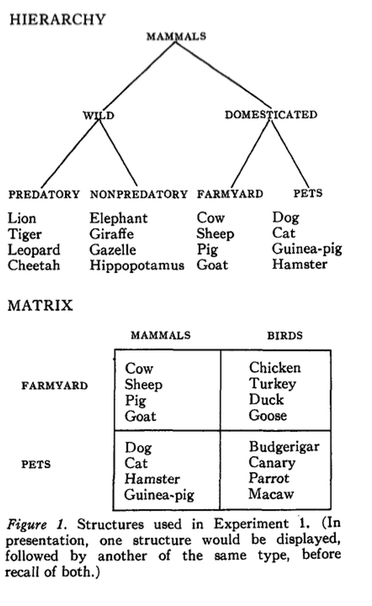 HIERARCHY
MAMMALS
WILD DOMESTICATED
PREDATORY NONPREDATORY FARMYARD PETS
Lion Elephant Cow Dog
Tiger Giraffe Sheep Cat
Leopard Gazelle Pig Guinea-pig
Cheetah Hippopotamus Goat Hamster
MATRIX
MAMMALS BIRDS
FARMYARD
Cow Chicken
Sheep Turkey
Pig Duck
Goat Goose
PETS
Dog Budgerigar
Cat Canary
Hamster Parrot
Guinea-pig Macaw
Figure 1. Structures used in Experiment 1. (In
presentation, one structure would be displayed,
followed by another of the same type, before
recall of both.)